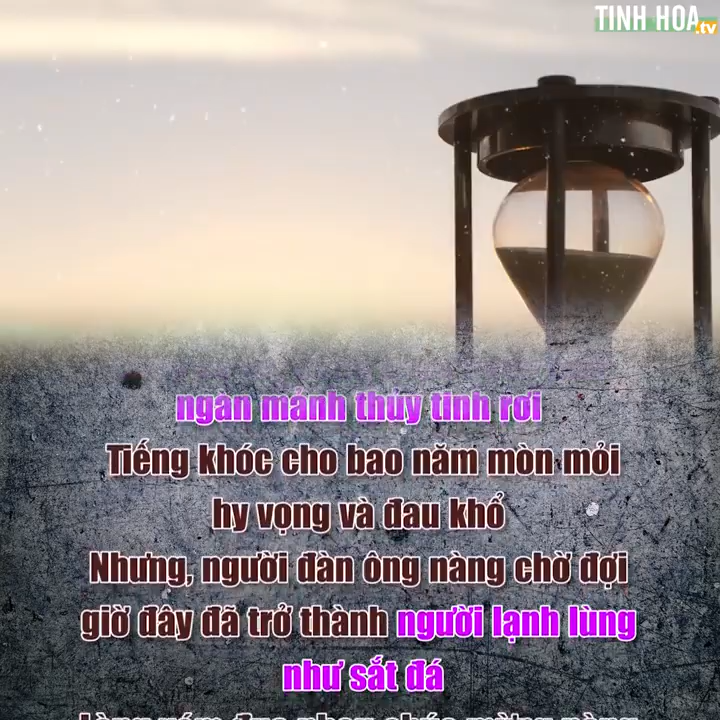 TINH HOA.tv
ngàn mảnh thủy tinh rơi
Tiếng khóc cho bao năm mòn mỏi
hy vọng và đau khổ
Nhưng, người đàn ông nàng chờ đợi
giờ đây đã trở thành người lạnh lùng
như sắt đá